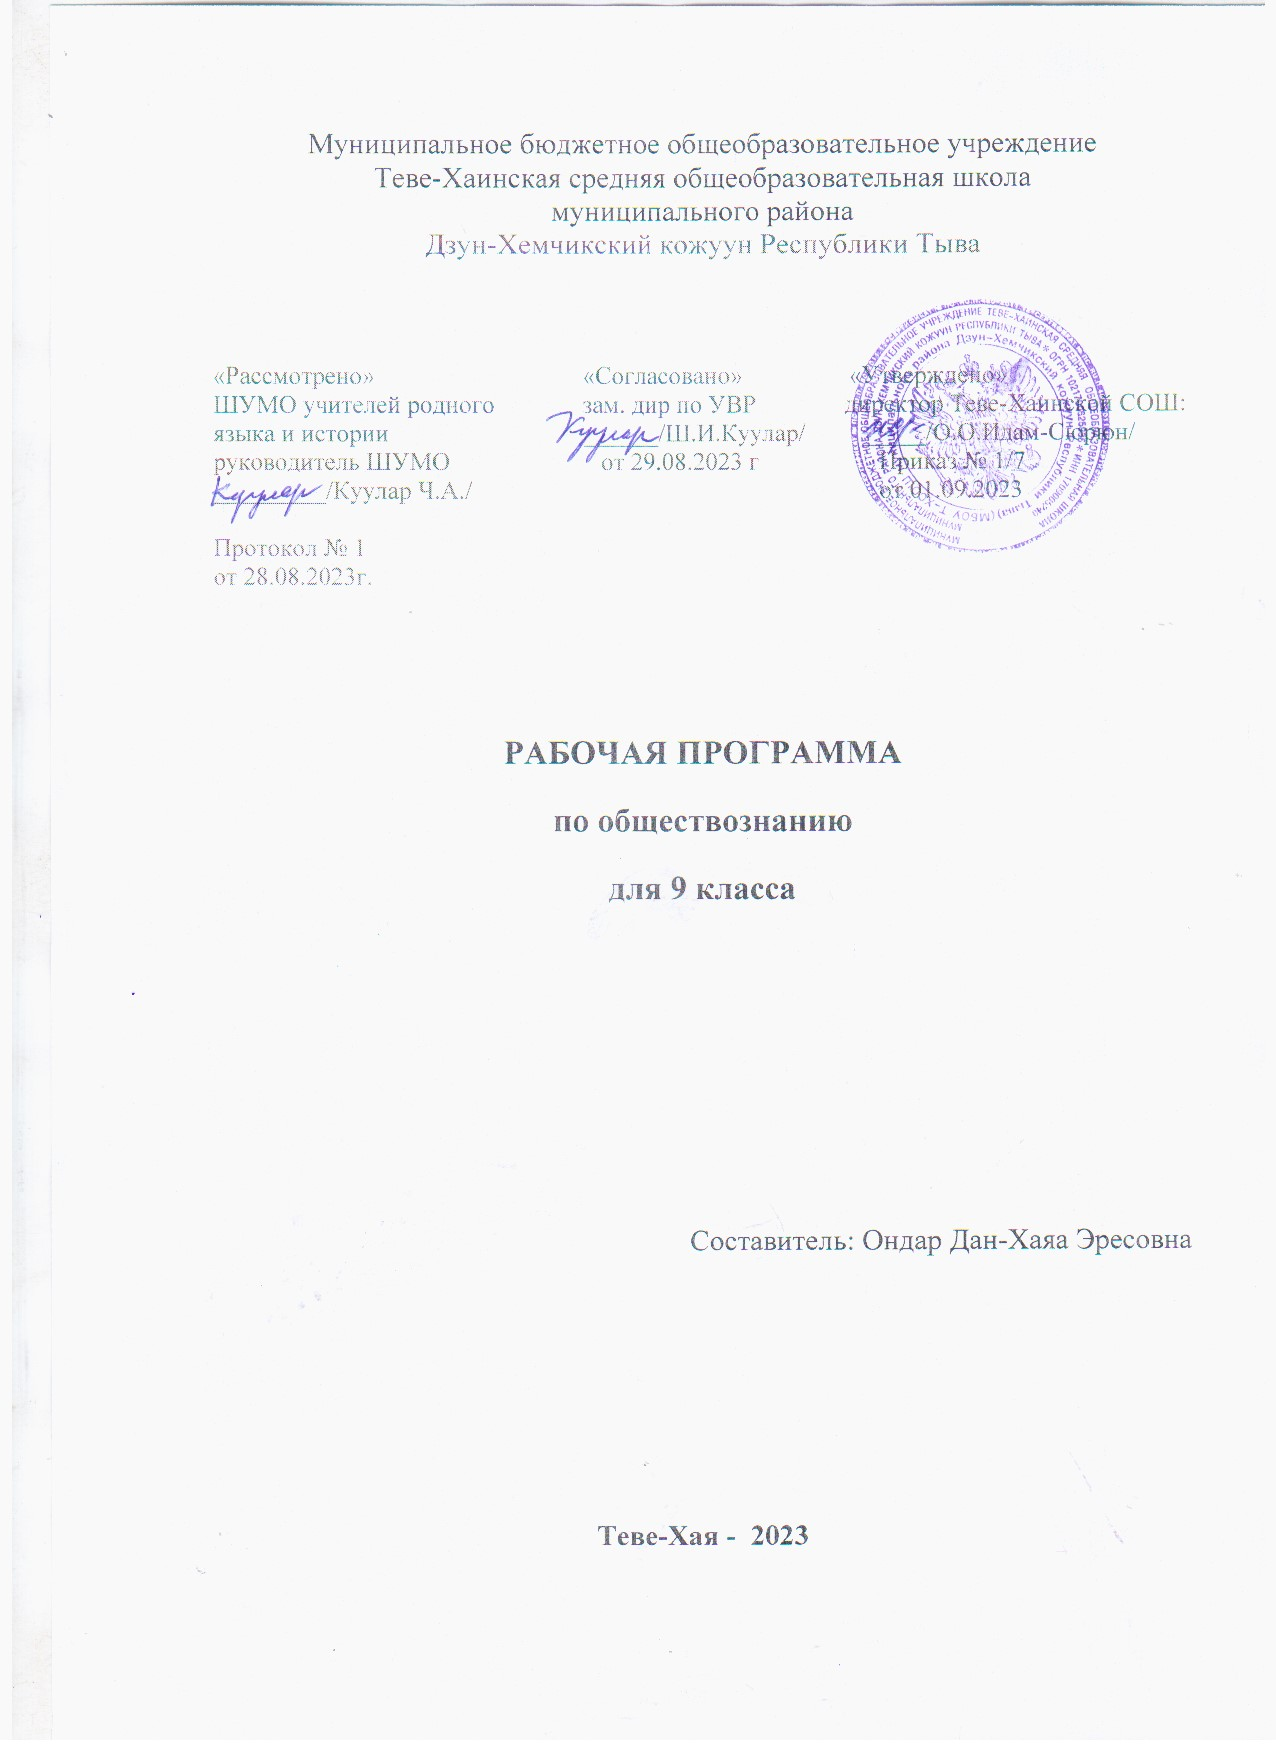 Муниципальное бюджетное общеобразовательное учреждение
Теве-Хаинская средняя общеобразовательная школа
муниципального района
Дзун-Хемчикский кожуун Республики Тыва
«Рассмотрено»
ШУМО учителей родного
языка и истории
руководитель ШУМО
Куулар /Куулар Ч.А./
Протокол № 1
от 28.08.2023г.
«Согласовано»
зам. дир по УВР
Куулар /Ш.И.Куулар/
от 29.08.2023 г
«Утверждено»
директор Теве-Хаинской СОШ:
/О.О.Идам-Сюрюн/
Приказ № 1/7
от 01.09.2023
РАБОЧАЯ ПРОГРАММА
по обществознанию
для 9 класса
Составитель: Ондар Дан-Хаяа Эресовна
Теве-Хая - 2023